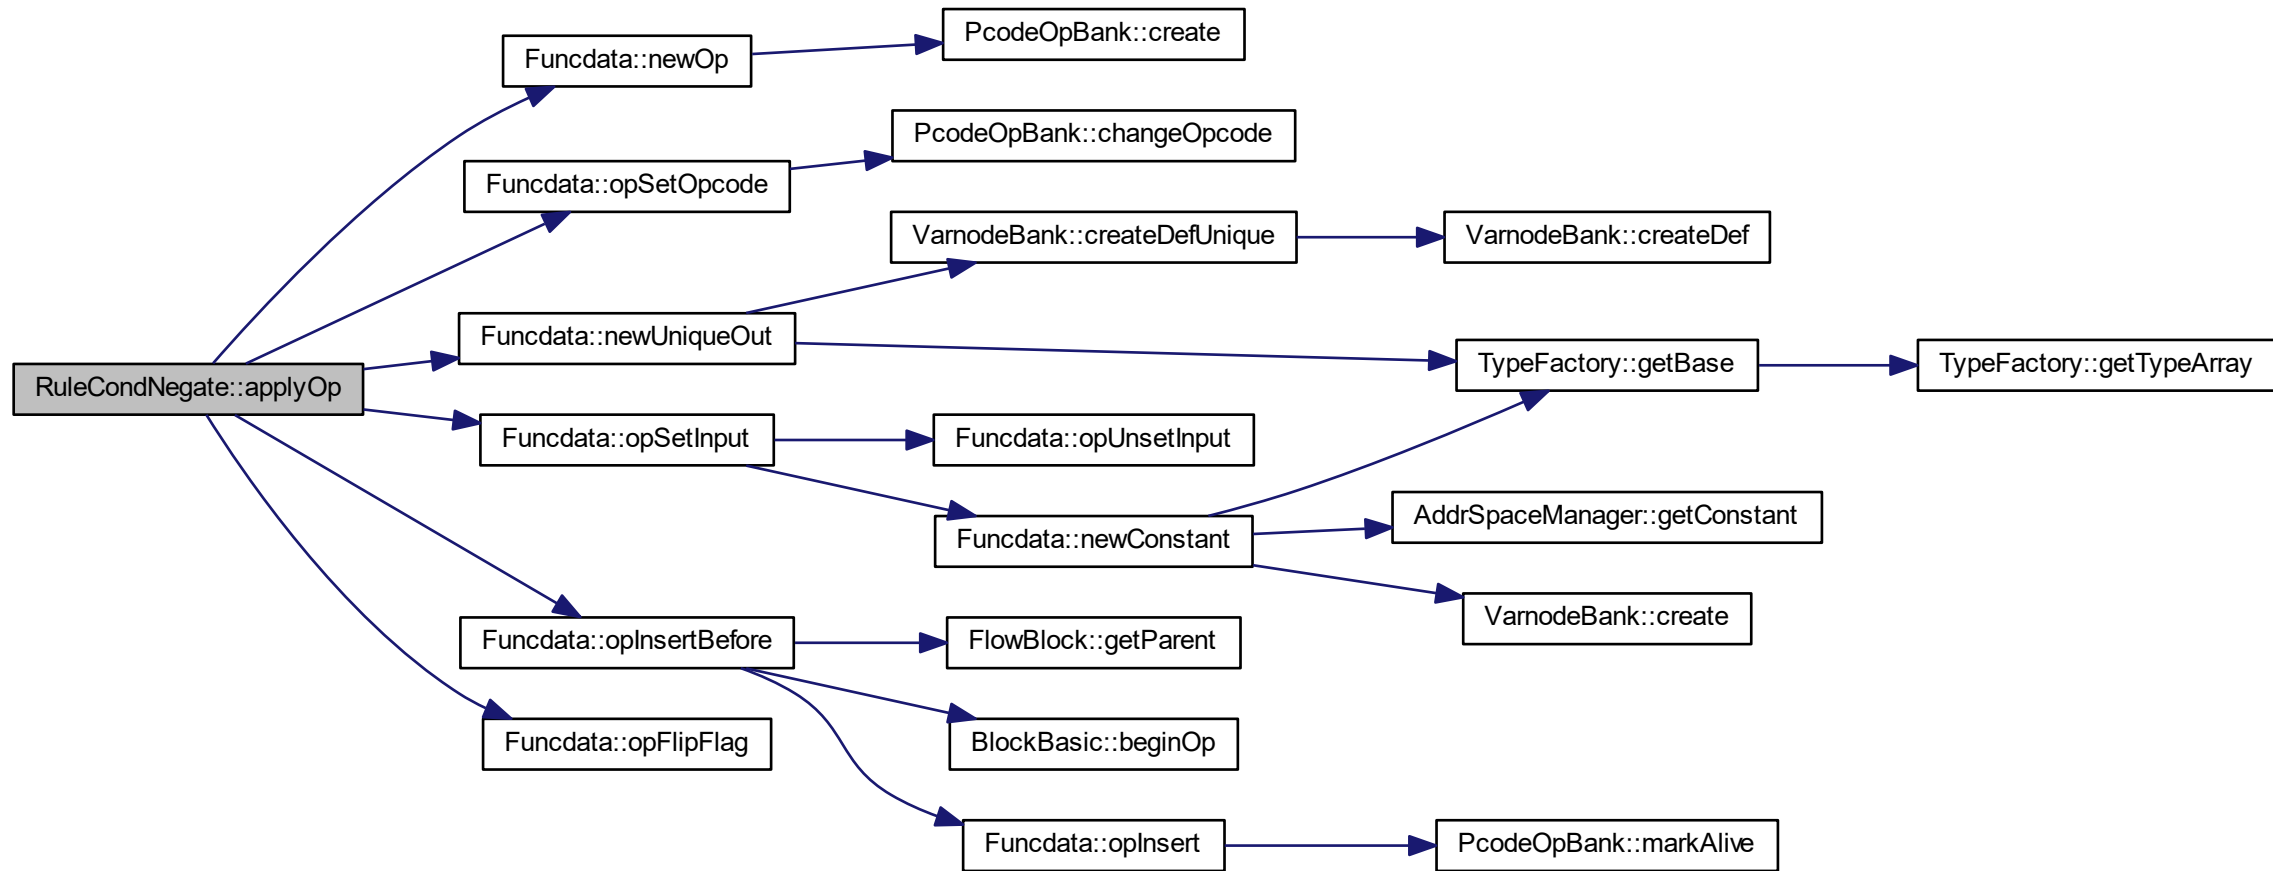 PcodeOpBank::create
Funcdata::newOp
PcodeOpBank::changeOpcode
Funcdata::opSetOpcode
VarnodeBank::createDefUnique
VarnodeBank::createDef
Funcdata::newUniqueOut
TypeFactory::getBase
TypeFactory::getTypeArray
RuleCondNegate::applyOp
Funcdata::opSetInput
Funcdata::opUnsetInput
AddrSpaceManager::getConstant
Funcdata::newConstant
VarnodeBank::create
Funcdata::opInsertBefore
FlowBlock::getParent
Funcdata::opFlipFlag
BlockBasic::beginOp
Funcdata::opInsert
PcodeOpBank::markAlive